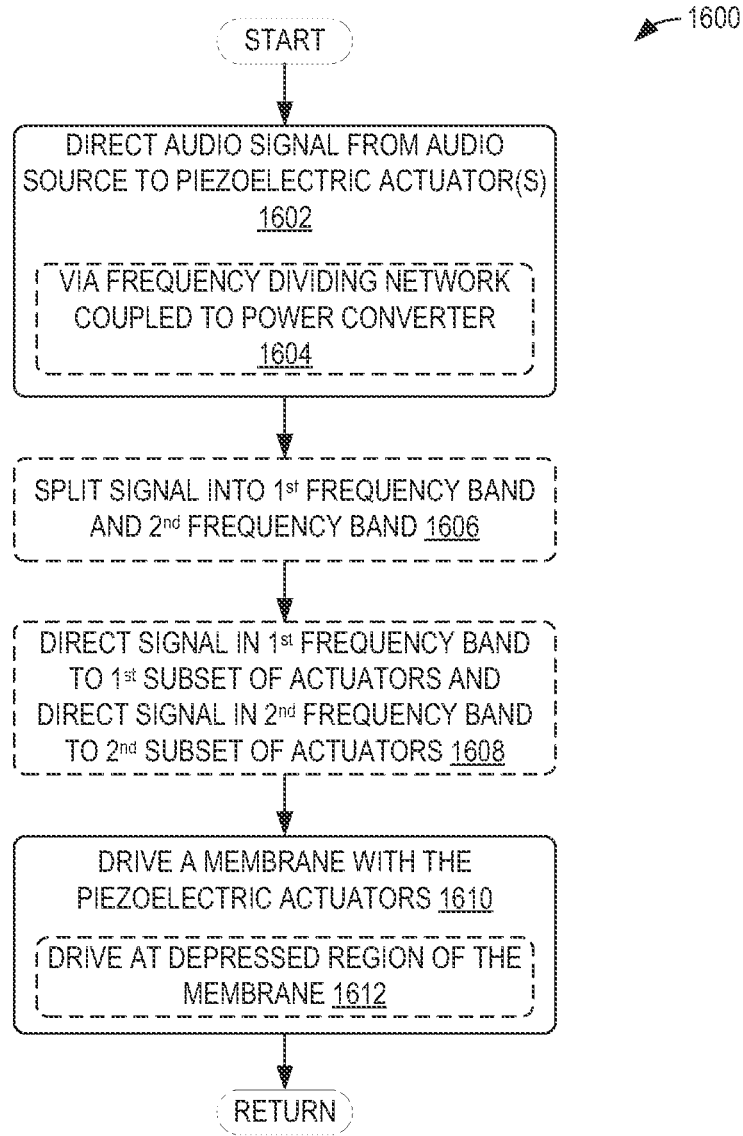 START
1600
DIRECT AUDIO SIGNAL FROM AUDIO
SOURCE TO PIEZOELECTRIC ACTUATOR(S)
1602
VIA FREQUENCY DIVIDING NETWORK
COUPLED TO POWER CONVERTER
1604
SPLIT SIGNAL INTO 1st FREQUENCY BAND
AND 2nd FREQUENCY BAND 1606
DIRECT SIGNAL IN 1st FREQUENCY BAND
TO 1st SUBSET OF ACTUATORS AND
DIRECT SIGNAL IN 2nd FREQUENCY BAND
TO 2nd SUBSET OF ACTUATORS 1608
DRIVE A MEMBRANE WITH THE
PIEZOELECTRIC ACTUATORS 1610
DRIVE AT DEPRESSED REGION OF THE
MEMBRANE 1612
RETURN